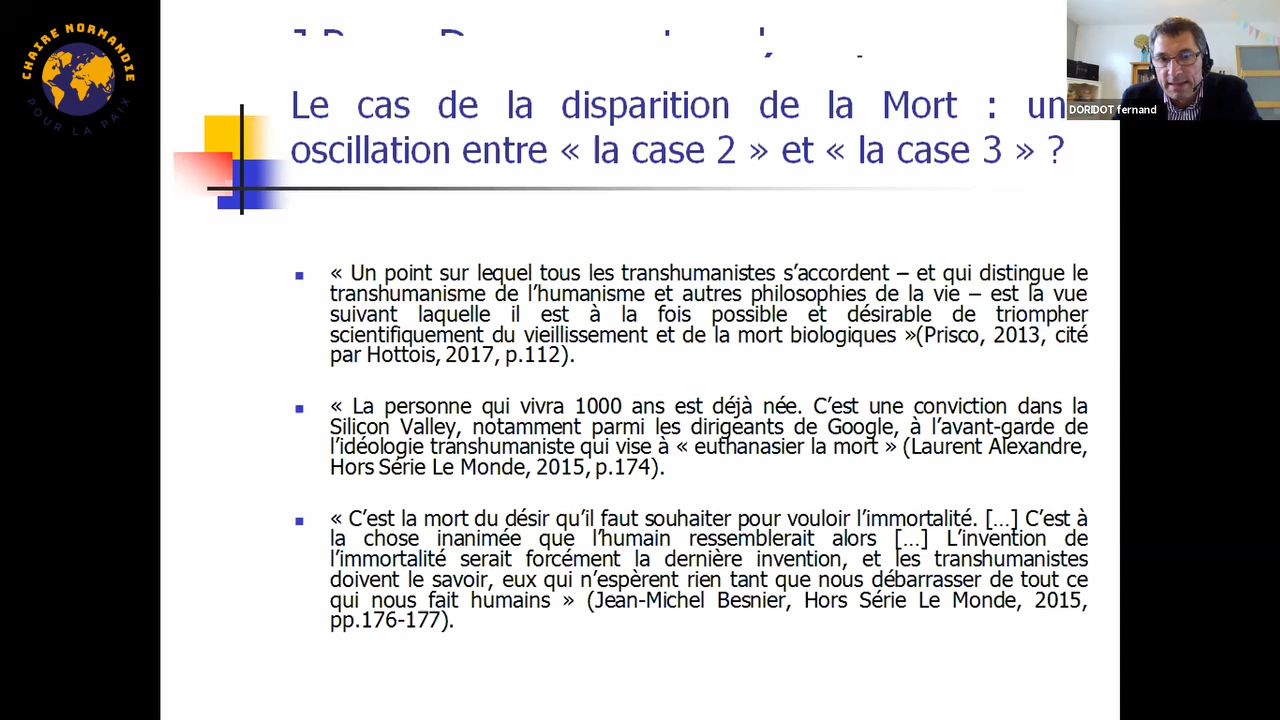 CHAIRE NORMANDIE
POUR LA PAIX
DORIDOT fernand
Le cas de la disparition de la Mort : un
oscillation entre « la case 2 » et « la case 3 » ?
« Un point sur lequel tous les transhumanistes s’accordent – et qui distingue le
transhumanisme de l’humanisme et autres philosophies de la vie – est la vue
suivant laquelle il est à la fois possible et désirable de triompher
scientifiquement du vieillissement et de la mort biologiques »(Prisco, 2013, cité
par Hottois, 2017, p.112).
« La personne qui vivra 1000 ans est déjà née. C’est une conviction dans la
Silicon Valley, notamment parmi les dirigeants de Google, à l’avant-garde de
l’idéologie transhumaniste qui vise à « euthanasier la mort » (Laurent Alexandre,
Hors Série Le Monde, 2015, p.174).
« C’est la mort du désir qu’il faut souhaiter pour vouloir l’immortalité. […] C’est à
la chose inanimée que l’humain ressemblerait alors […] L’invention de
l’immortalité serait forcément la dernière invention, et les transhumanistes
doivent le savoir, eux qui n’espèrent rien tant que nous débarrasser de tout ce
qui nous fait humains » (Jean-Michel Besnier, Hors Série Le Monde, 2015,
pp.176-177).